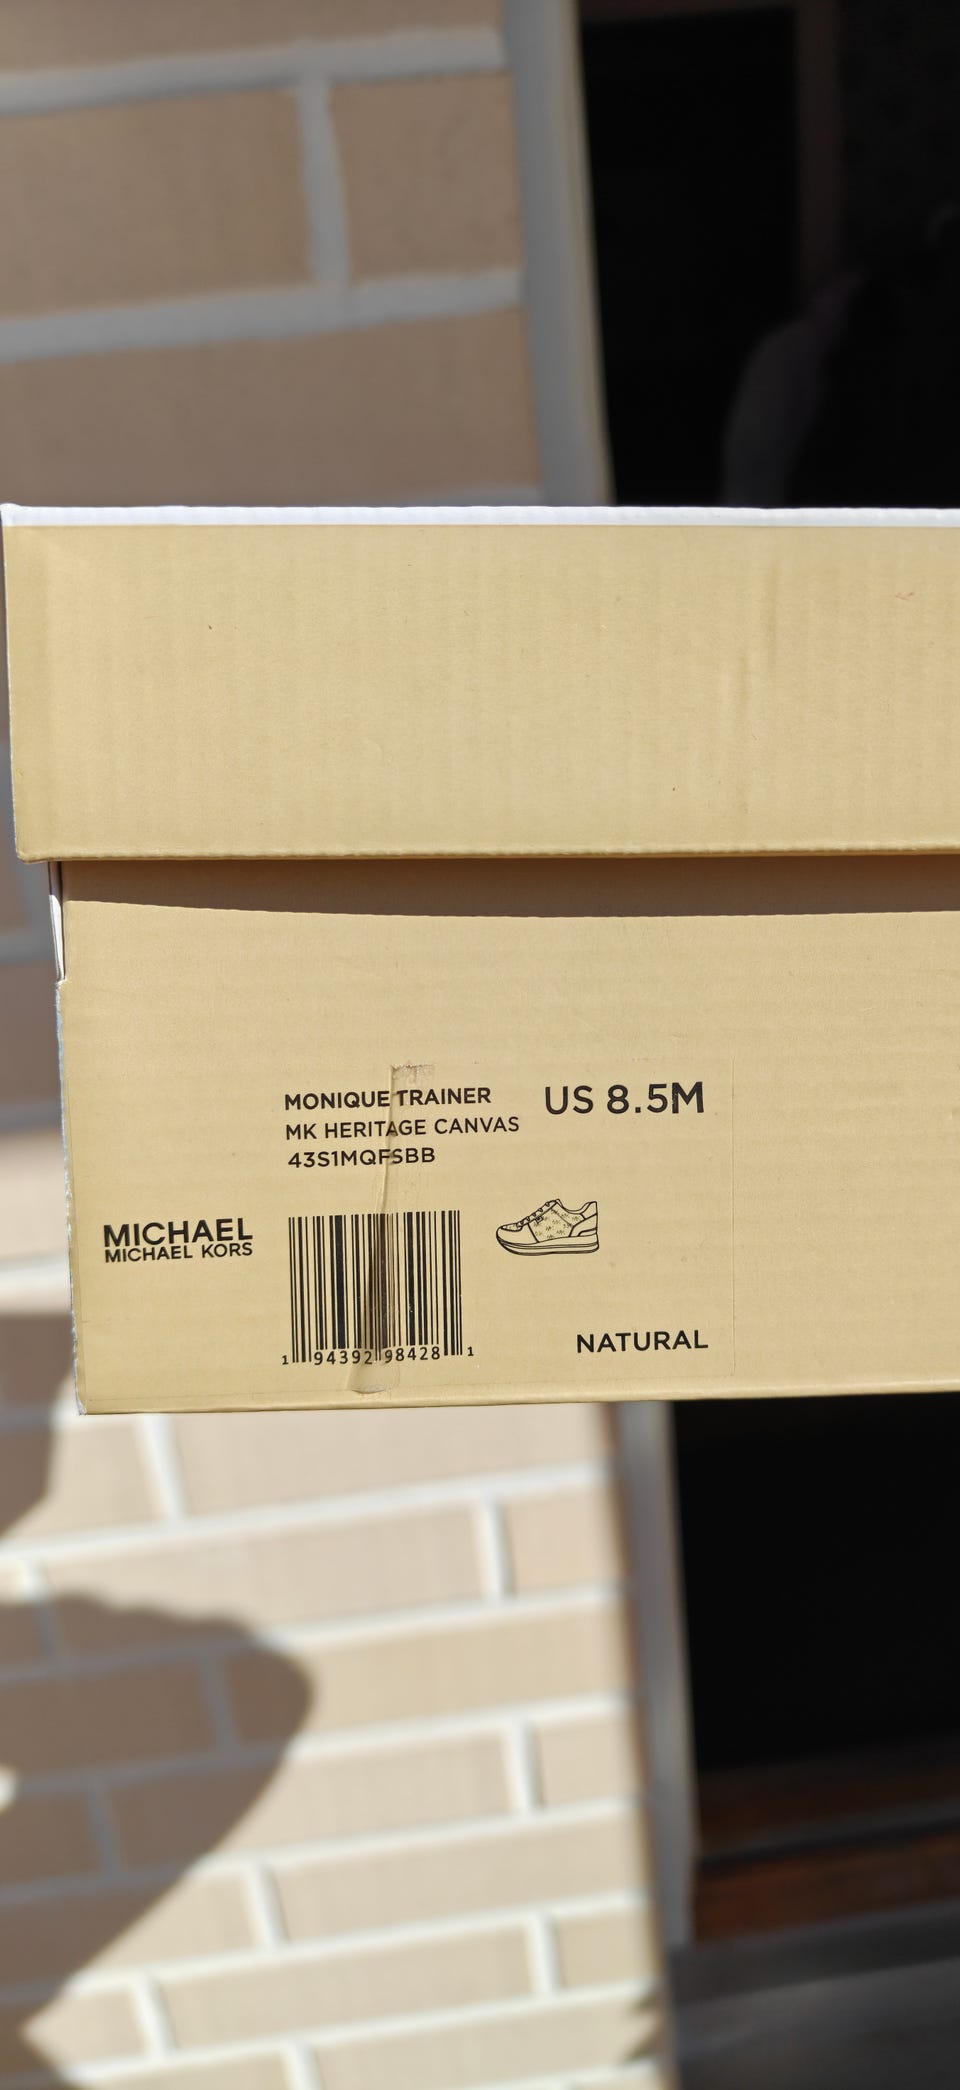 MONIQUE TRAINER
US 8.5M
MK HERITAGE CANVAS
43S1MQFSBB
MICHAEL
MICHAEL KORS
1 94392 98428 1
NATURAL